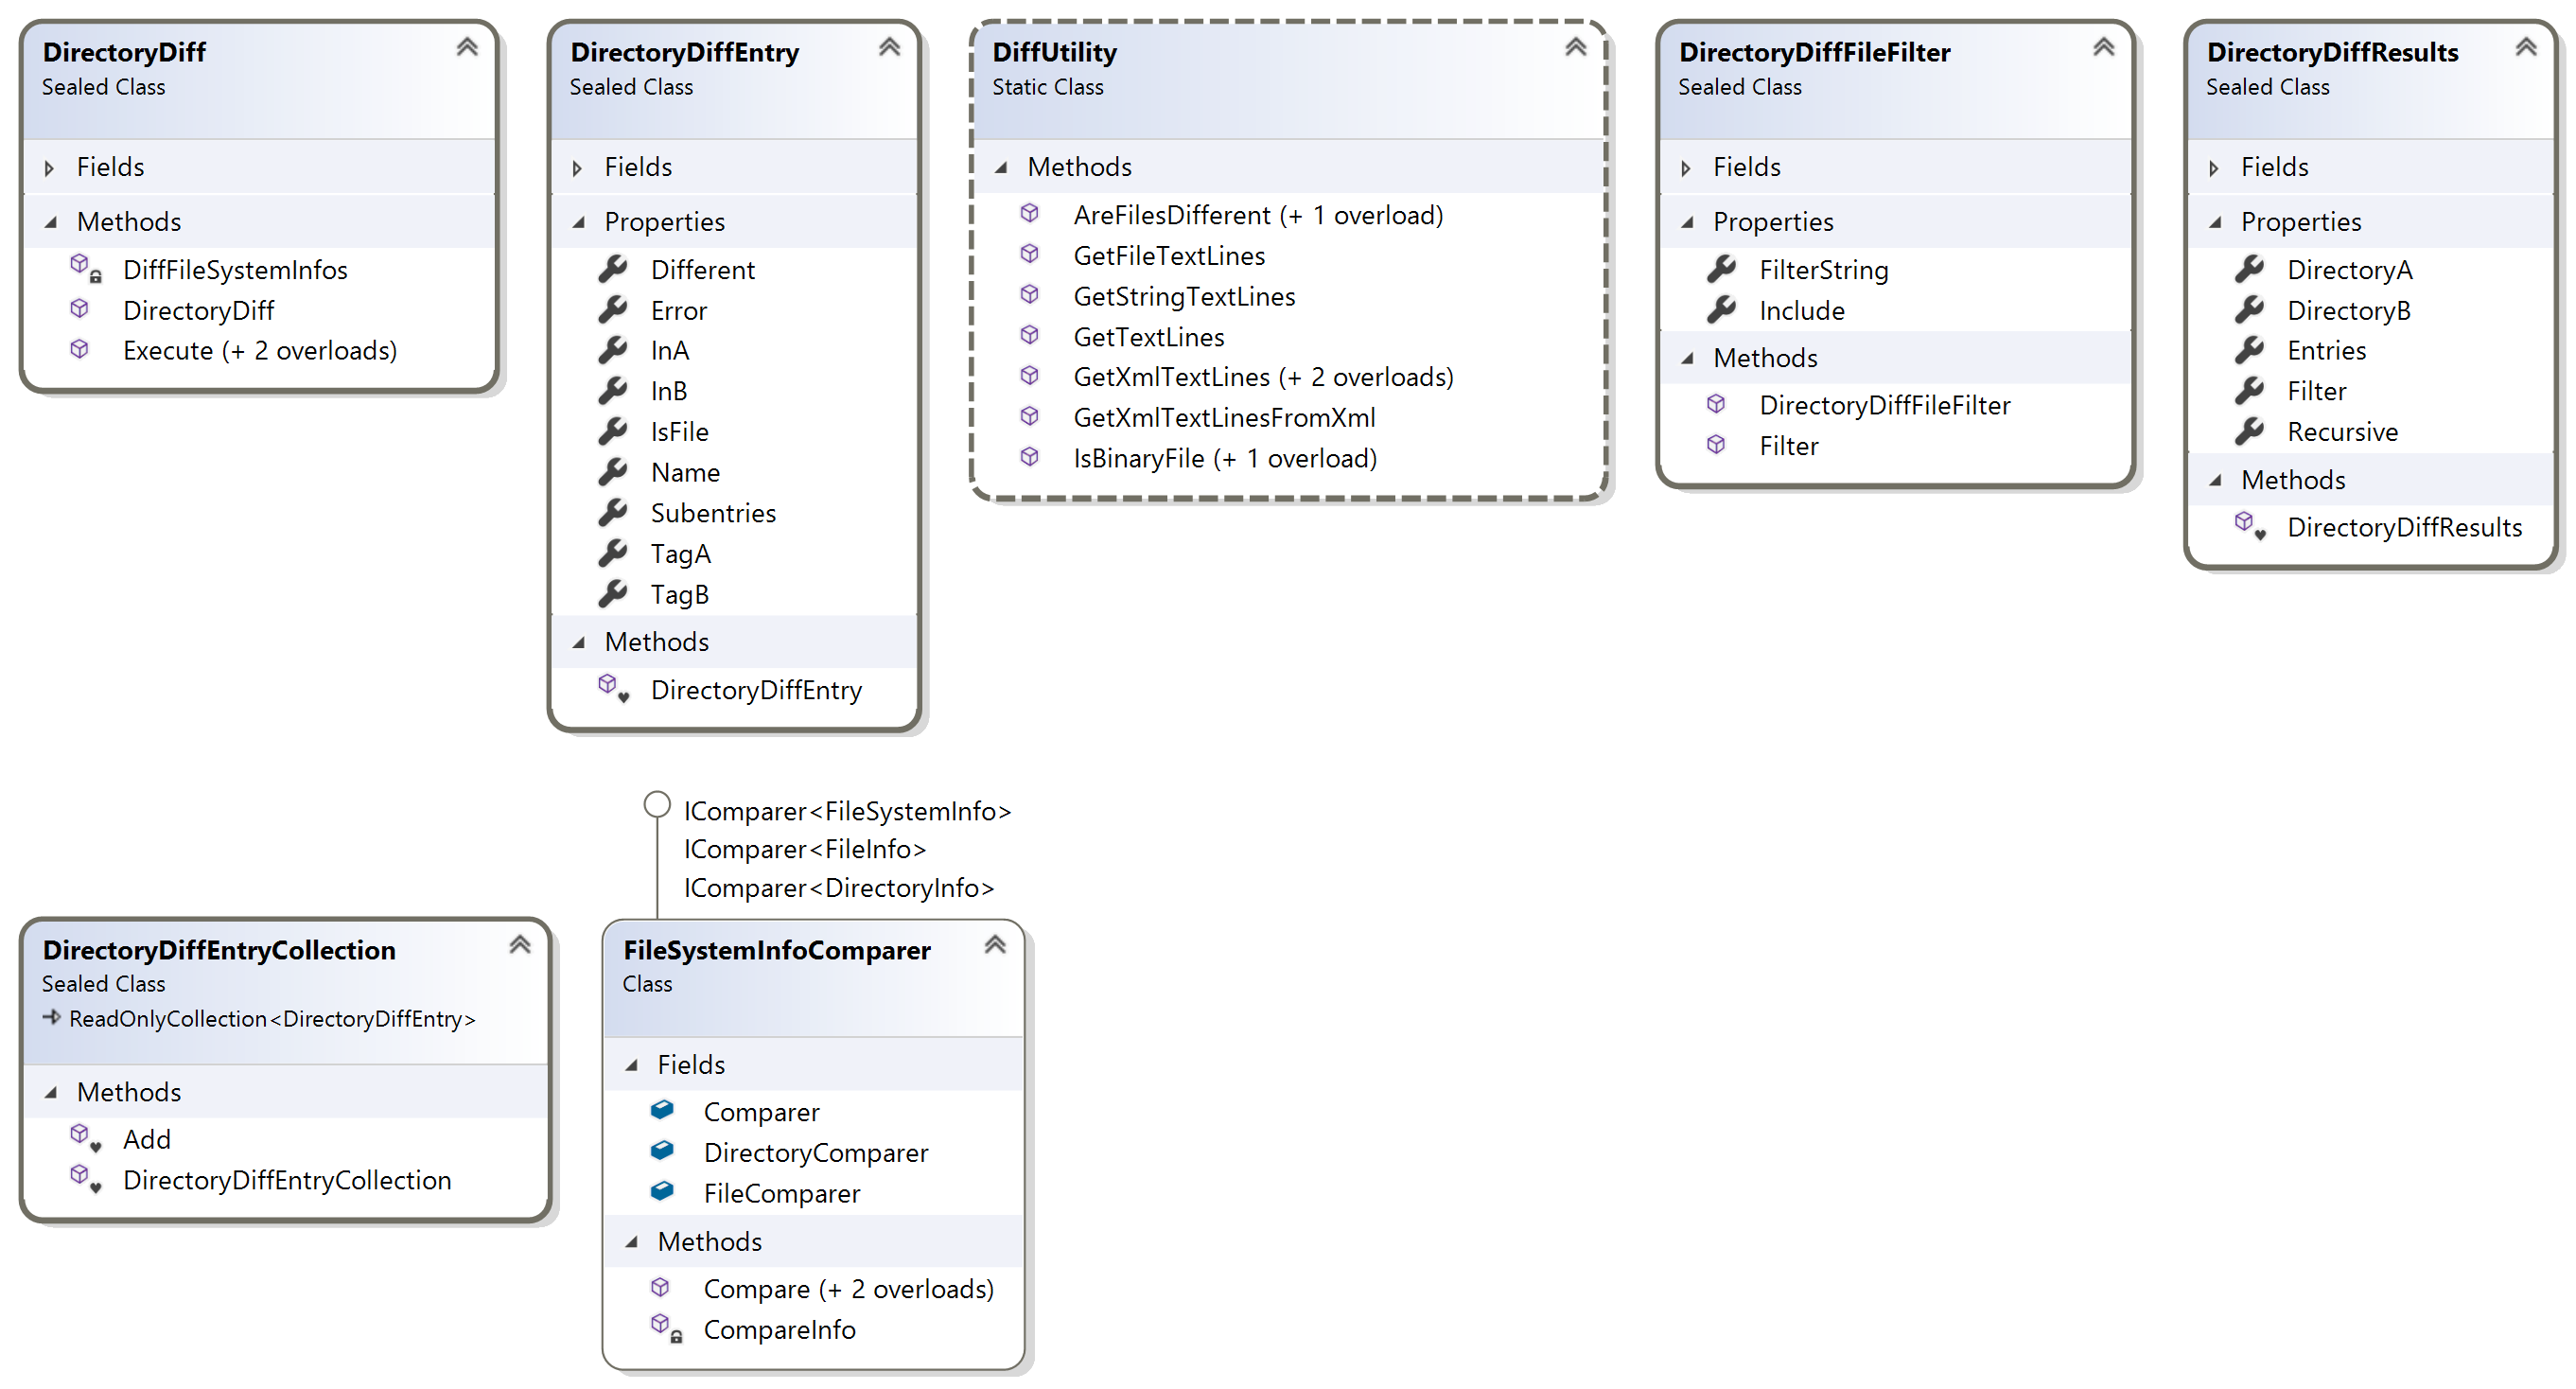 DirectoryDiff
Sealed Class
Fields
Methods
DiffFileSystemInfos
DirectoryDiff
Execute (+ 2 overloads)
DirectoryDiffEntry
Sealed Class
Fields
Properties
Different
Error
InA
InB
IsFile
Name
Subentries
TagA
TagB
Methods
DirectoryDiffEntry
DiffUtility
Static Class
Methods
AreFilesDifferent (+ 1 overload)
GetFileTextLines
GetStringTextLines
GetTextLines
GetXmlTextLines (+ 2 overloads)
GetXmlTextLinesFromXml
IsBinaryFile (+ 1 overload)
DirectoryDiffFileFilter
Sealed Class
Fields
Properties
FilterString
Include
Methods
DirectoryDiffFileFilter
Filter
DirectoryDiffResults
Sealed Class
Fields
Properties
DirectoryA
DirectoryB
Entries
Filter
Recursive
Methods
DirectoryDiffResults
DirectoryDiffEntryCollection
Sealed Class
ReadOnlyCollection<DirectoryDiffEntry>
Methods
Add
DirectoryDiffEntryCollection
IComparer<FileSystemInfo>
IComparer<FileInfo>
IComparer<DirectoryInfo>
FileSystemInfoComparer
Class
Fields
Comparer
DirectoryComparer
FileComparer
Methods
Compare (+ 2 overloads)
CompareInfo